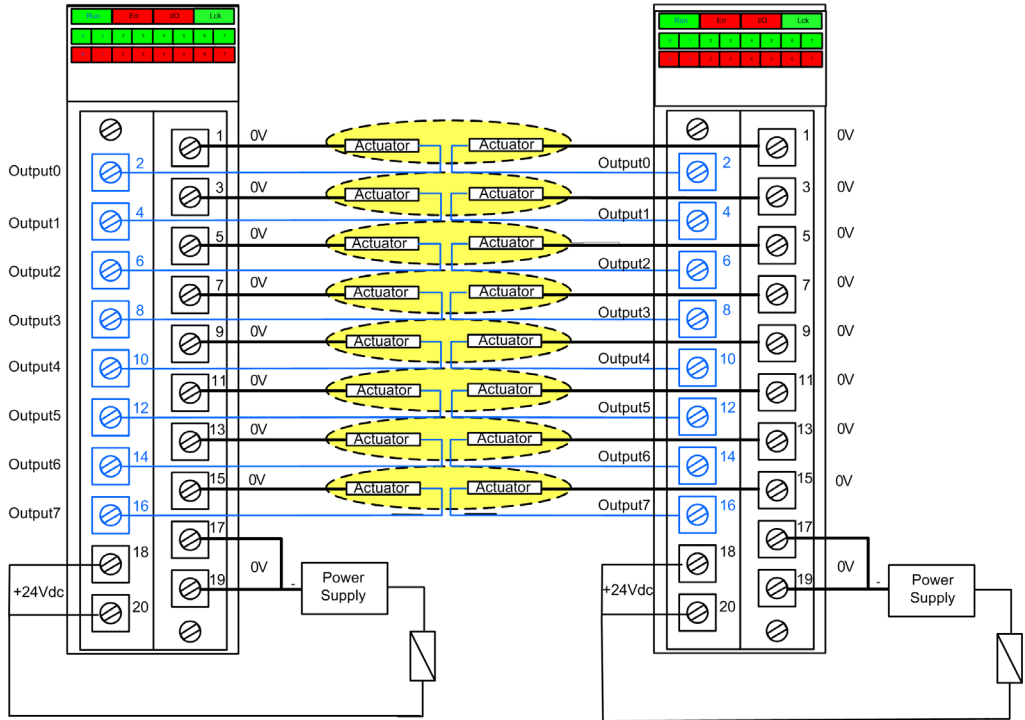 Run Err I/O Lck
Run Err I/O Lck
1 0V Actuator Actuator 1 0V
Output0 2 Output0 2
3 0V Actuator Actuator 3 0V
Output1 4 Output1 4
5 0V Actuator Actuator 5 0V
Output2 6 Output2 6
7 0V Actuator Actuator 7 0V
Output3 8 Output3 8
9 0V Actuator Actuator 9 0V
Output4 10 Output4 10
11 0V Actuator Actuator 11 0V
Output5 12 Output5 12
13 0V Actuator Actuator 13 0V
Output6 14 Output6 14
15 0V Actuator Actuator 15 0V
Output7 16 Output7 16
17 17
18 18
19 0V - 19 0V -
Power Supply
Power Supply
+24Vdc +24Vdc
20 20